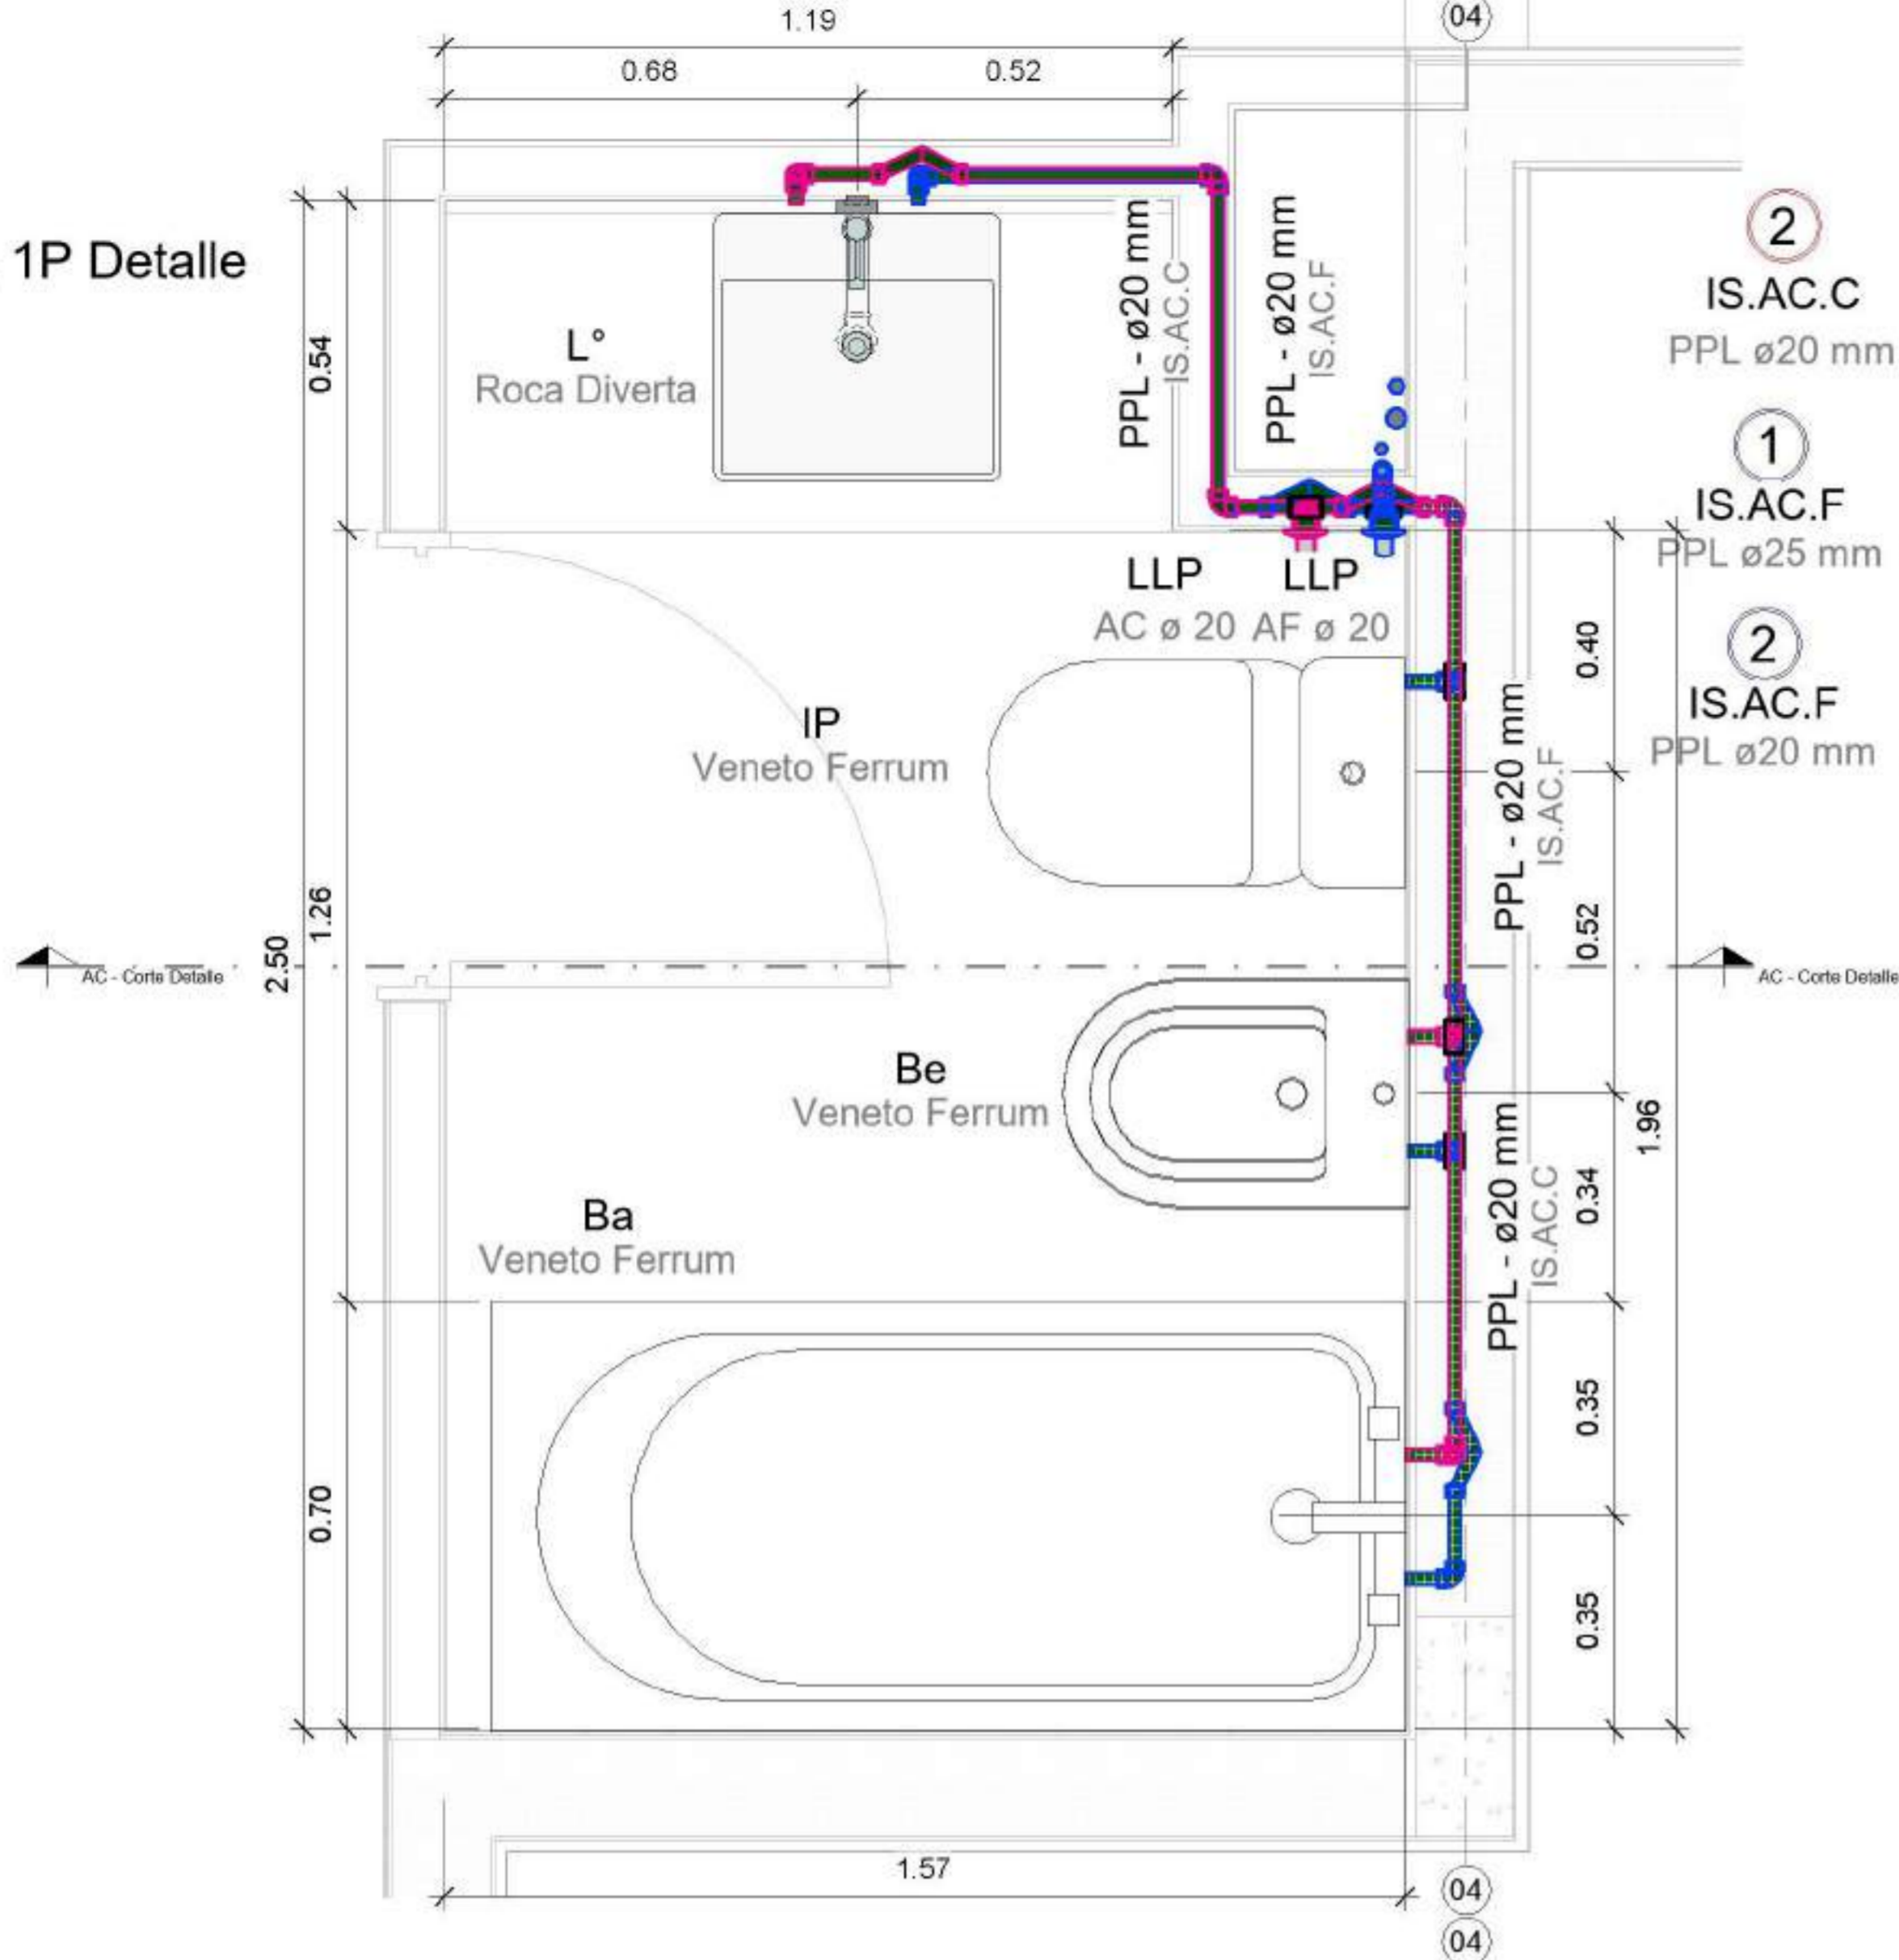 04
1.19
0.68
0.52
1P Detalle
0.54
L°
Roca Diverta
PPL - ø20 mm
IS.AC.C
PPL - ø20 mm
IS.AC.F
2
IS.AC.C
PPL ø20 mm
1
IS.AC.F
PPL ø25 mm
2
IS.AC.F
PPL ø20 mm
LLP
AC ø 20
LLP
AF ø 20
0.40
IP
Veneto Ferrum
PPL - ø20 mm
IS.AC.F
1.26
0.52
2.50
AC - Corte Detalle
AC - Corte Detalle
Be
Veneto Ferrum
1.96
PPL - ø20 mm
IS.AC.C
0.34
Ba
Veneto Ferrum
0.35
0.70
0.35
1.57
04
04